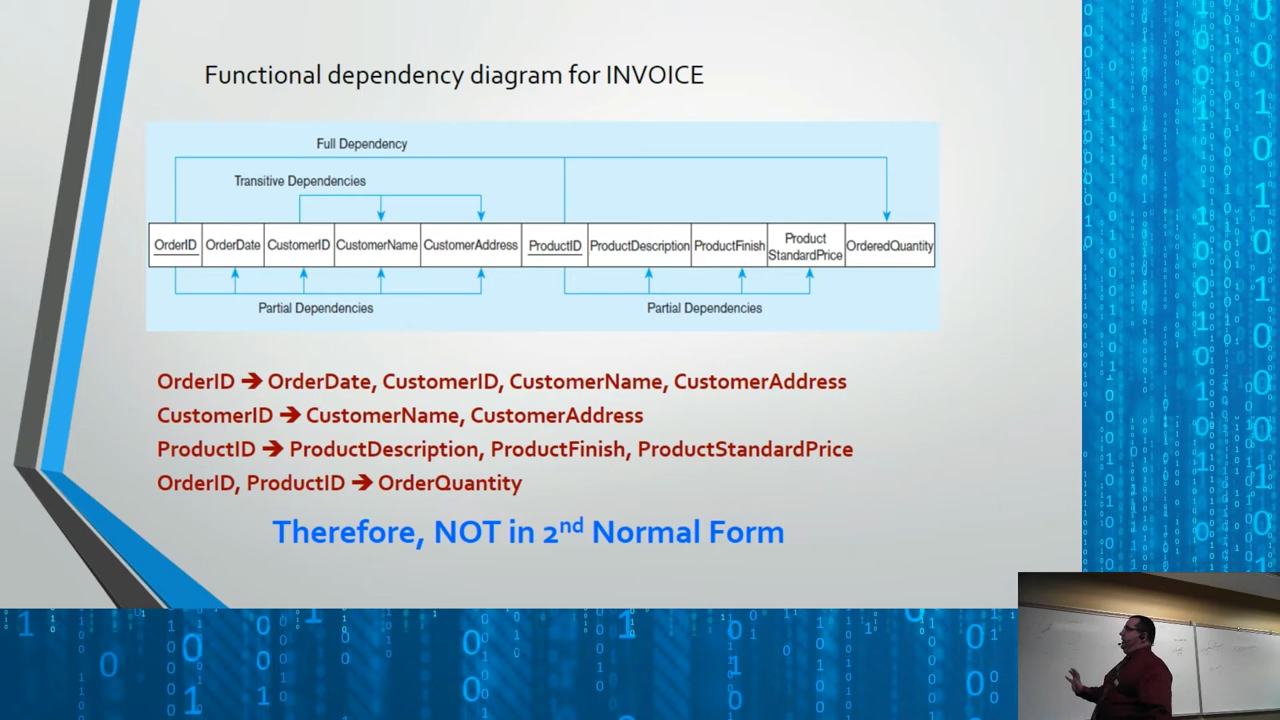 Functional dependency diagram for INVOICE
Full Dependency
Transitive Dependencies
OrderID OrderDate CustomerID CustomerName CustomerAddress ProductID ProductDescription ProductFinish Product StandardPrice OrderedQuantity
Partial Dependencies Partial Dependencies
OrderID ➔ OrderDate, CustomerID, CustomerName, CustomerAddress
CustomerID ➔ CustomerName, CustomerAddress
ProductID ➔ ProductDescription, ProductFinish, ProductStandardPrice
OrderID, ProductID ➔ OrderQuantity
Therefore, NOT in 2nd Normal Form